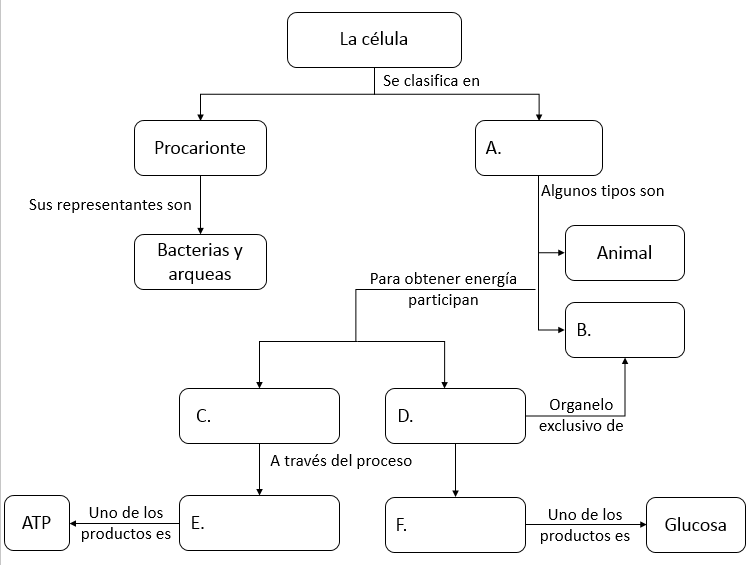 La célula
Se clasifica en
Procarionte
A.
Algunos tipos son
Sus representantes son
Bacterias y
arqueas
Animal
Para obtener energía
participan
B.
C.
D.
Organelo
exclusivo de
A través del proceso
ATP
Uno de los
productos es
E.
F.
Uno de los
productos es
Glucosa